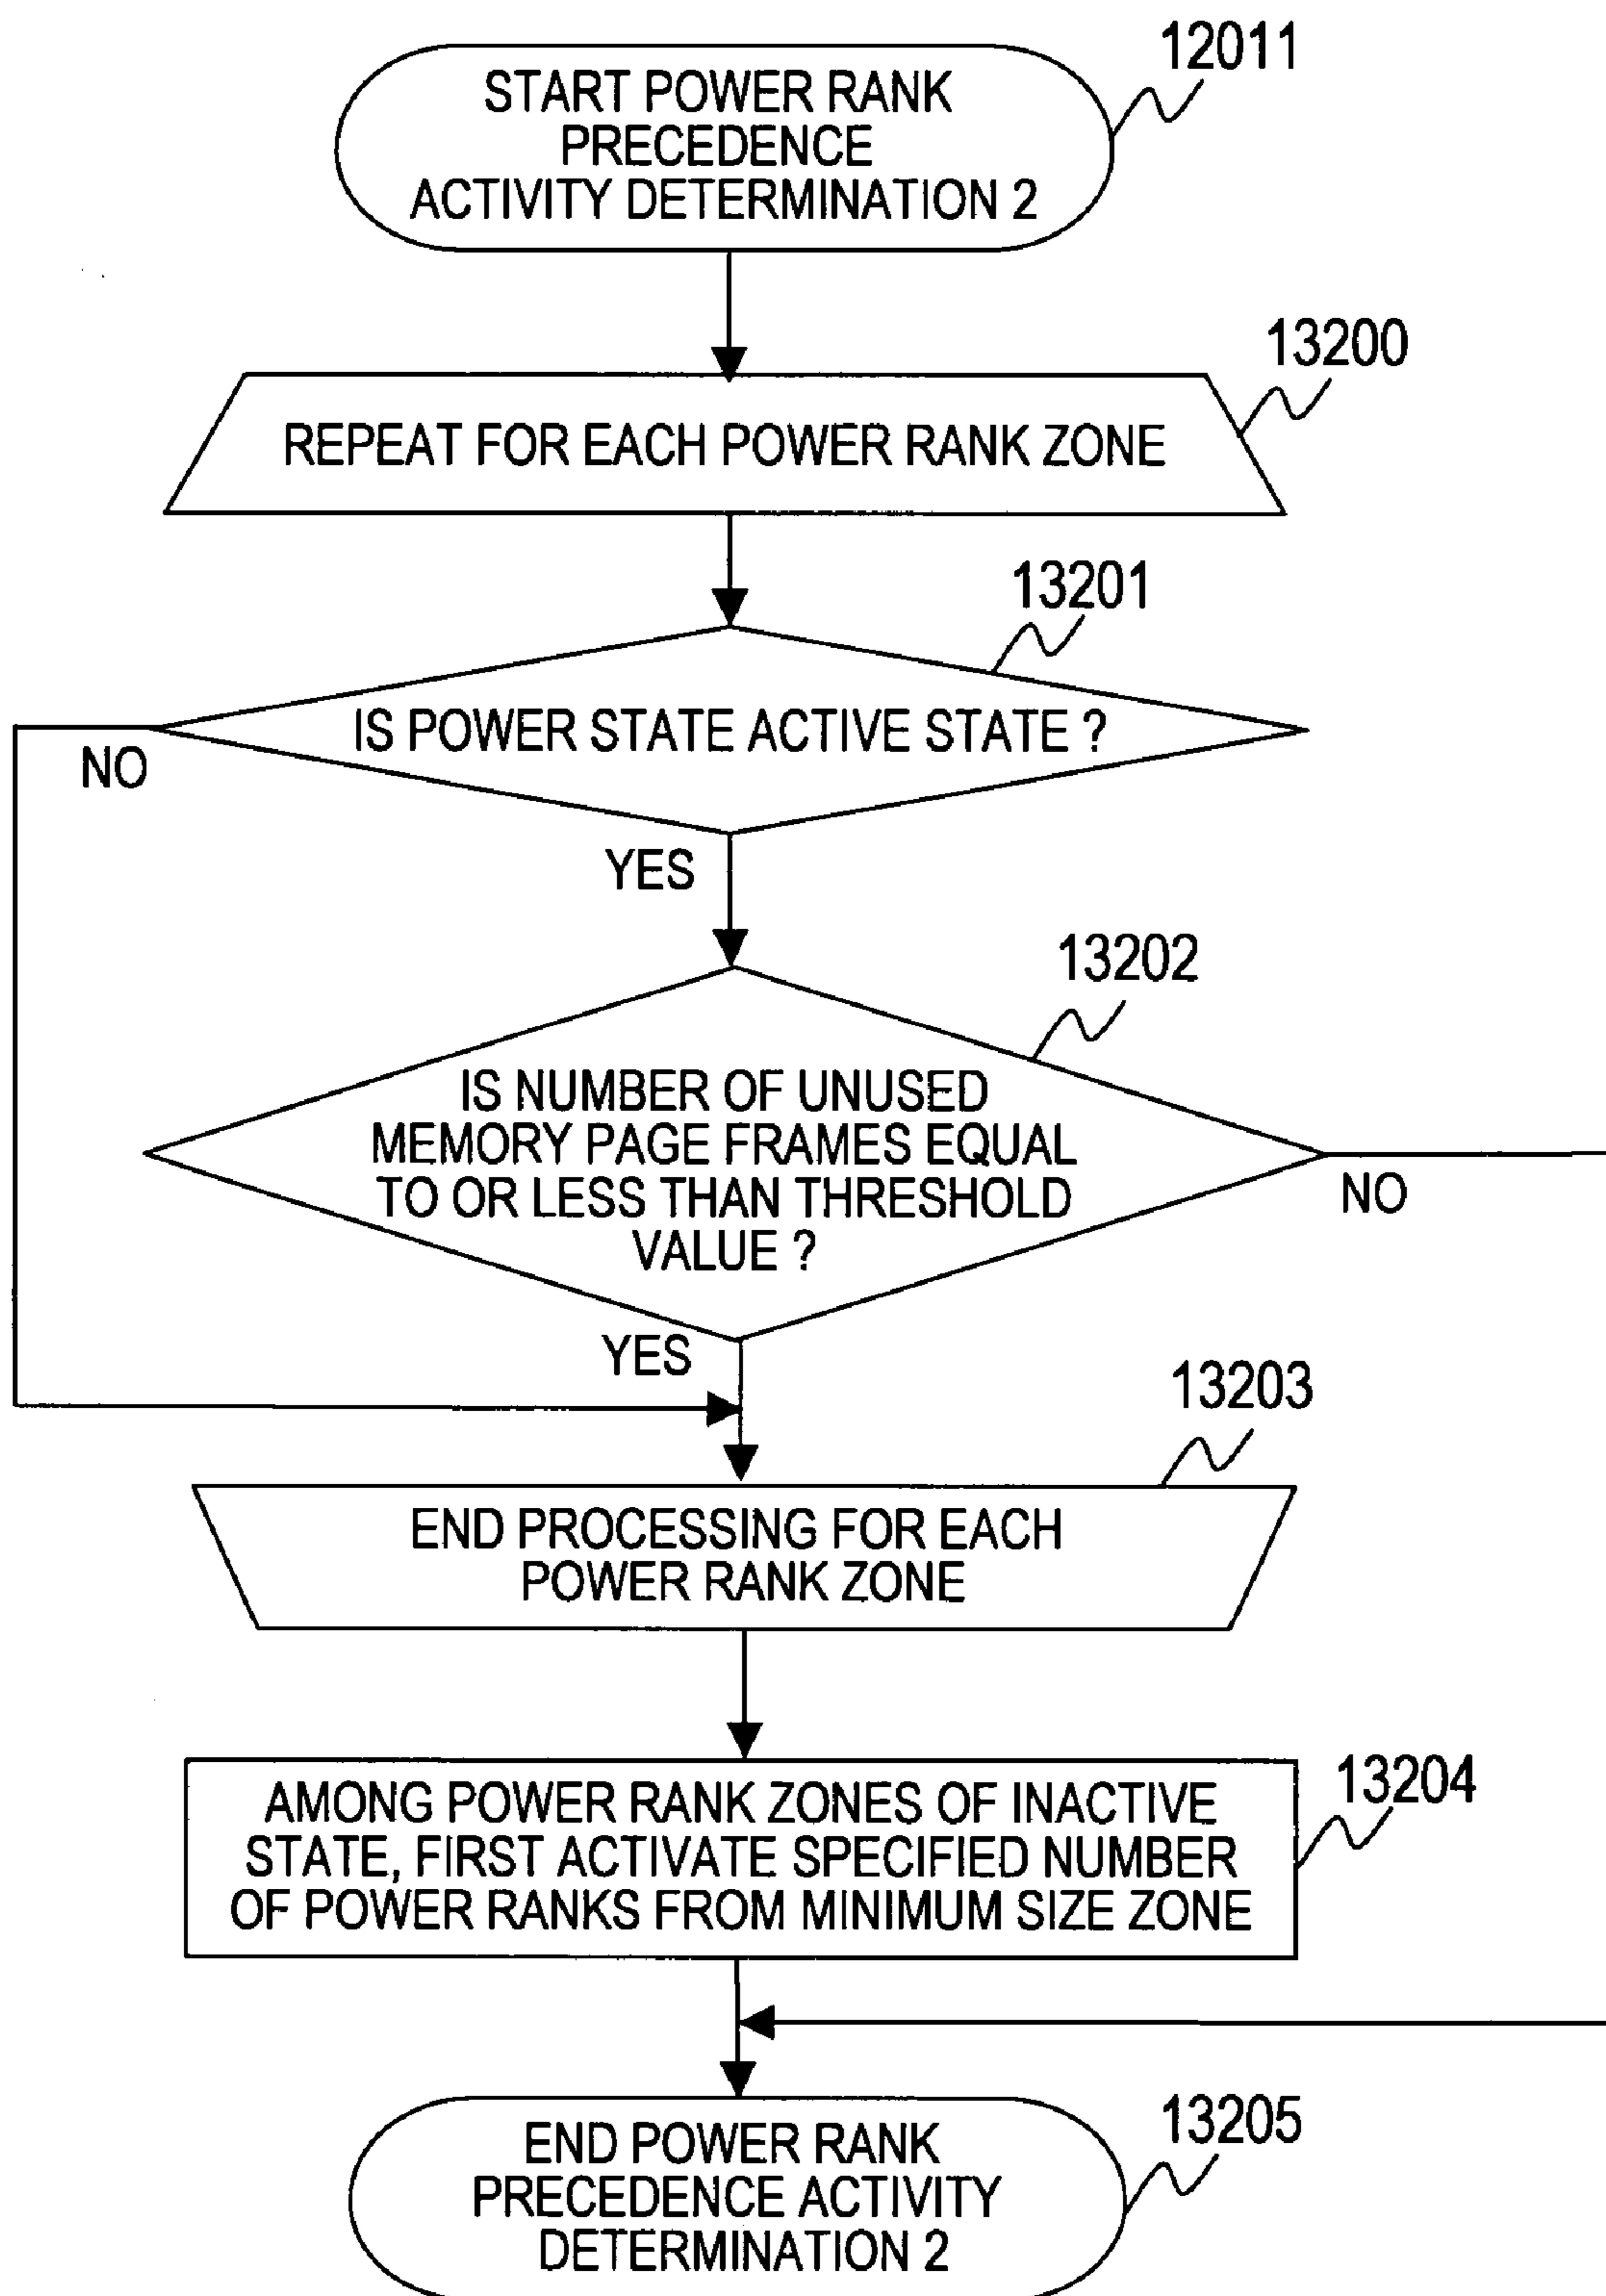 12011
START POWER RANK
PRECEDENCE
ACTIVITY DETERMINATION 2
13200
REPEAT FOR EACH POWER RANK ZONE
13201
IS POWER STATE ACTIVE STATE ?
NO
YES
13202
IS NUMBER OF UNUSED
MEMORY PAGE FRAMES EQUAL
TO OR LESS THAN THRESHOLD
VALUE ?
NO
YES
13203
END PROCESSING FOR EACH
POWER RANK ZONE
13204
AMONG POWER RANK ZONES OF INACTIVE
STATE, FIRST ACTIVATE SPECIFIED NUMBER
OF POWER RANKS FROM MINIMUM SIZE ZONE
13205
END POWER RANK
PRECEDENCE ACTIVITY
DETERMINATION 2